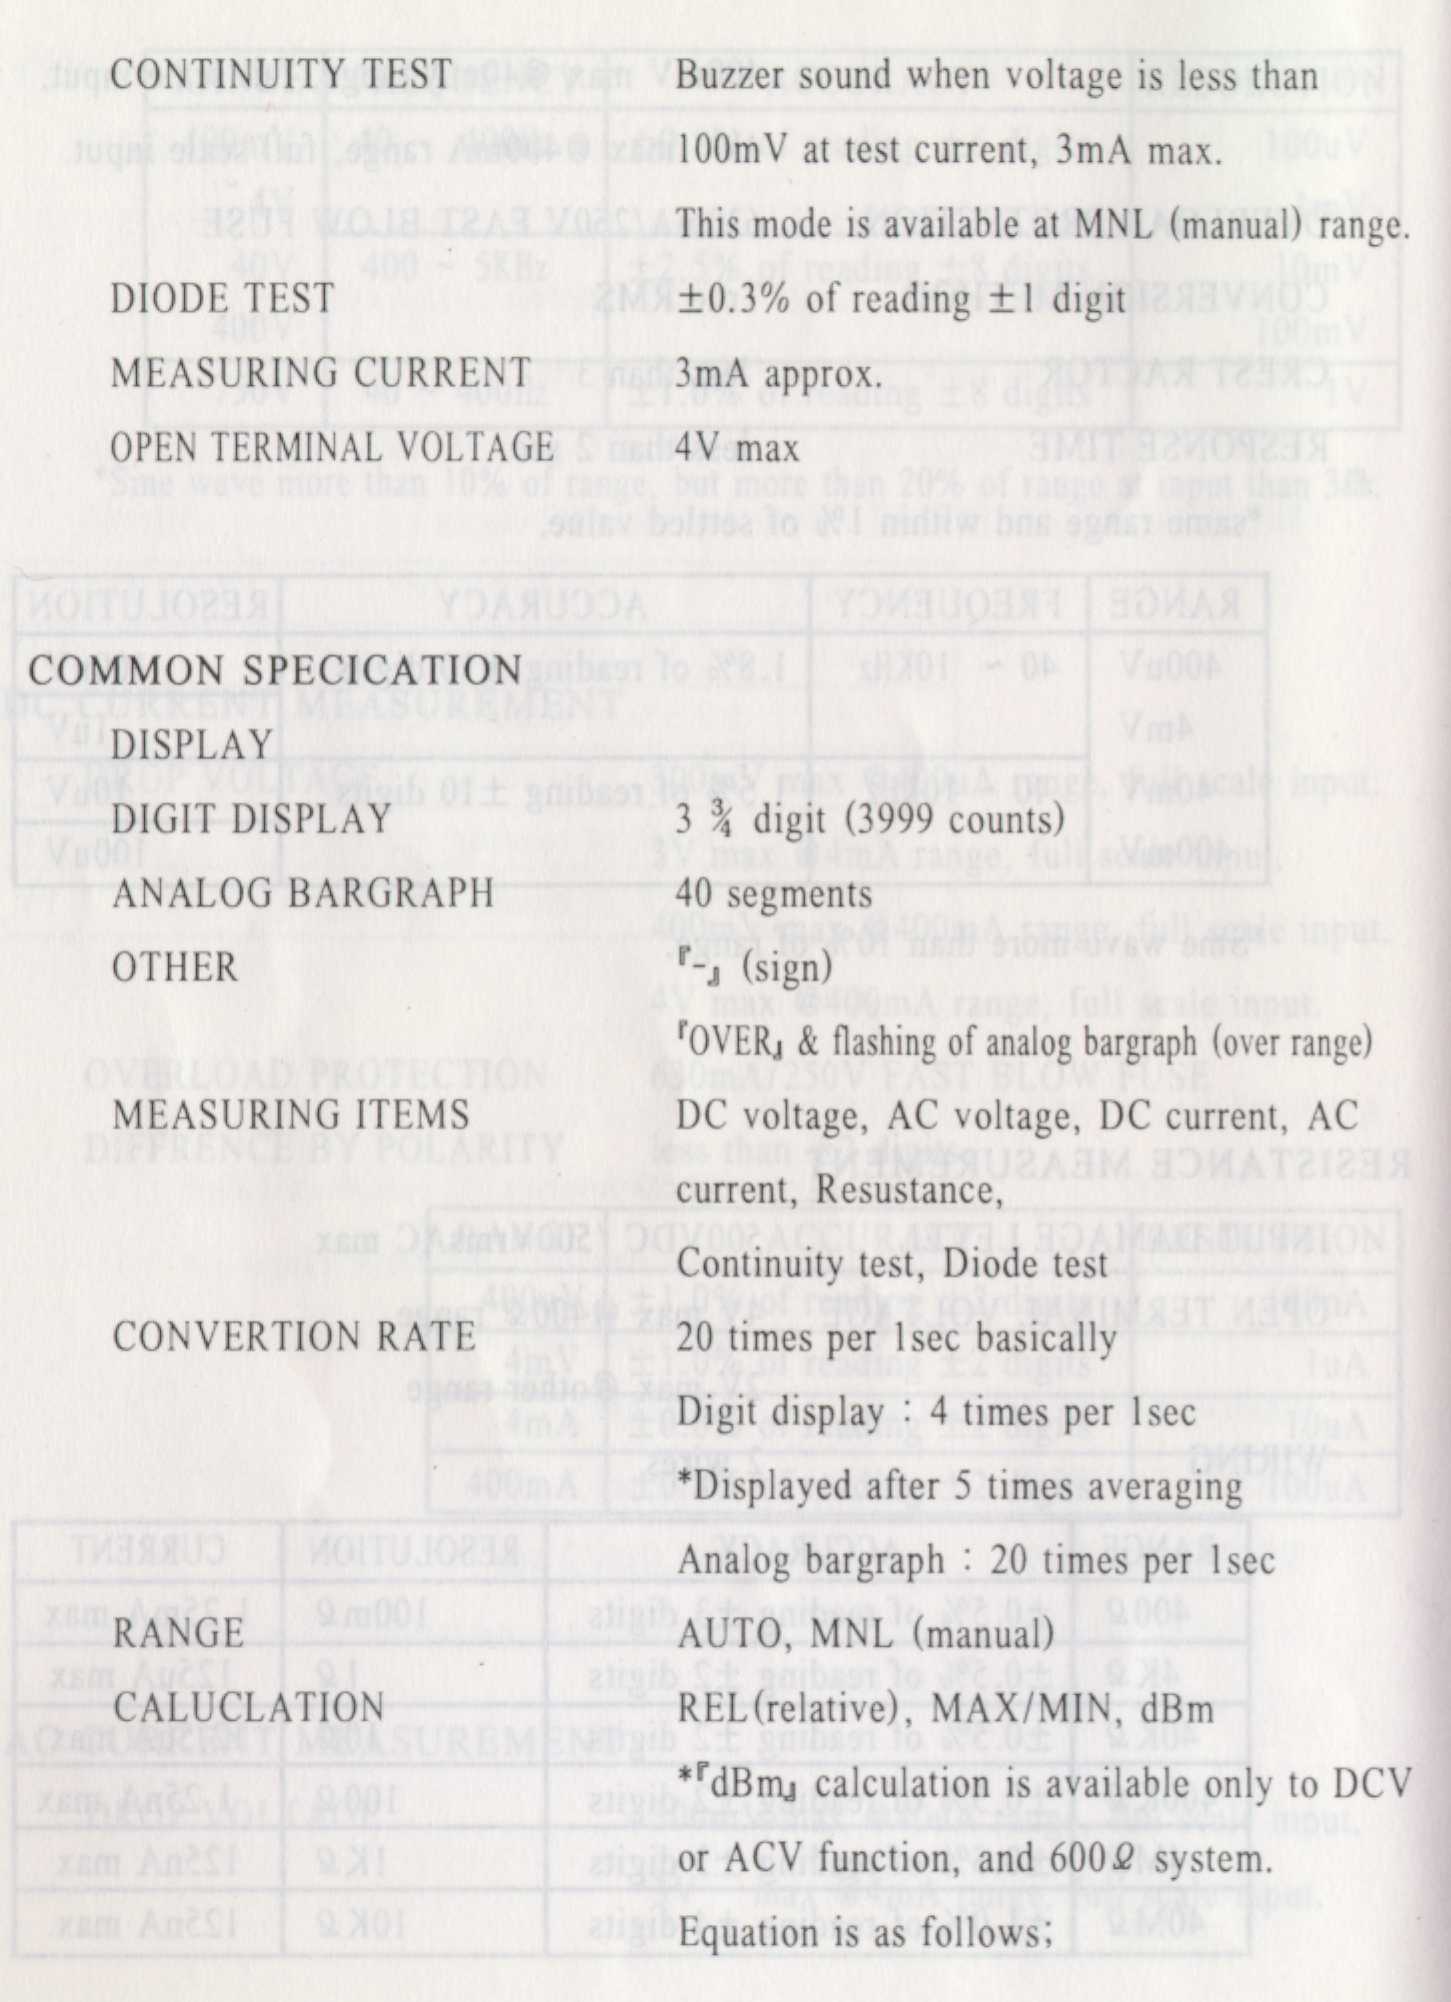 CONTINUITY TEST Buzzer sound when voltage is less than
100mV at test current, 3mA max.
This mode is available at MNL (manual) range.
DIODE TEST ±0.3% of reading ±1 digit
MEASURING CURRENT 3mA approx.
OPEN TERMINAL VOLTAGE 4V max
COMMON SPECICATION
DISPLAY
DIGIT DISPLAY 3 ¾ digit (3999 counts)
ANALOG BARGRAPH 40 segments
OTHER 『-』 (sign)
『OVER』 & flashing of analog bargraph (over range)
MEASURING ITEMS DC voltage, AC voltage, DC current, AC
current, Resustance,
Continuity test, Diode test
CONVERTION RATE 20 times per 1sec basically
Digit display : 4 times per 1sec
*Displayed after 5 times averaging
Analog bargraph : 20 times per 1sec
RANGE AUTO, MNL (manual)
CALUCLATION REL(relative), MAX/MIN, dBm
*『dBm』 calculation is available only to DCV
or ACV function, and 600Ω system.
Equation is as follows;